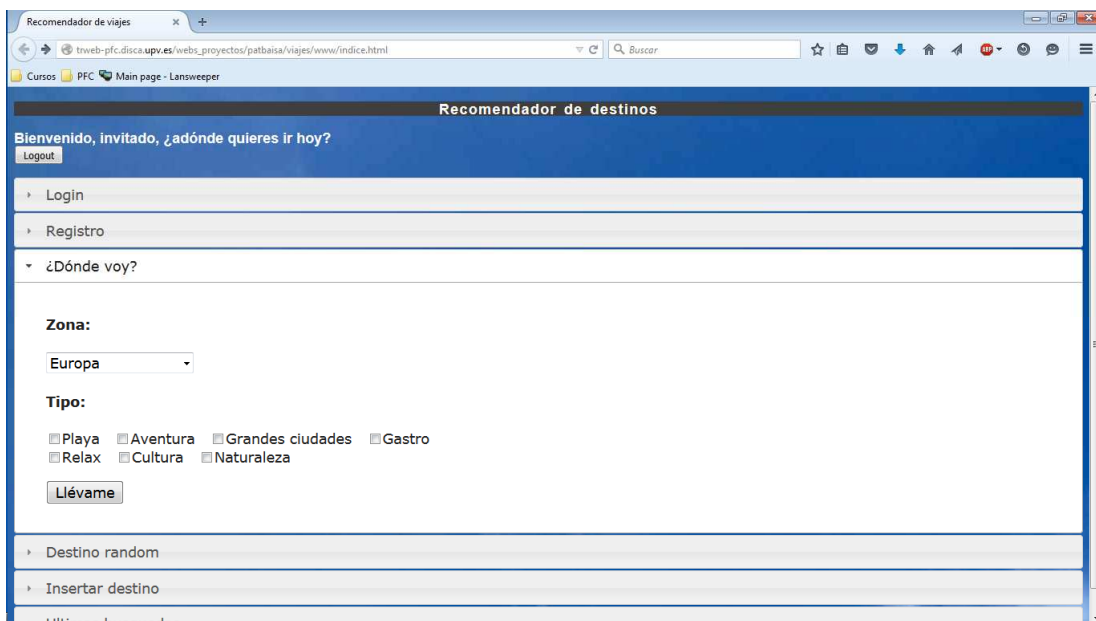 Recomendador de viajes
trweb-pfc.disca.upv.es/webs_proyectos/patbaisa/viajes/www/indice.html
Buscar
ABP
Cursos PFC Main page - Lansweeper
Recomendador de destinos
Bienvenido, invitado, ¿adónde quieres ir hoy?
Logout
Login
Registro
¿Dónde voy?
Zona:
Europa
Tipo:
Playa Aventura Grandes ciudades Gastro
Relax Cultura Naturaleza
Llévame
Destino random
Insertar destino